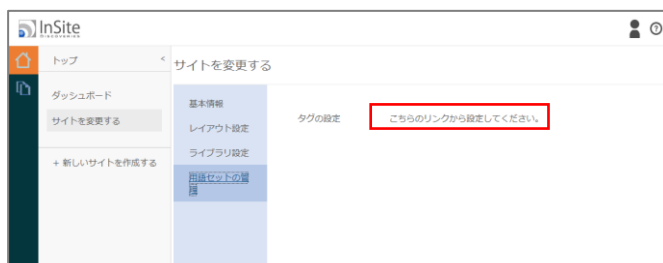 InSite
DISCOVERIES
トップ
<
サイトを変更する
ダッシュボード
サイトを変更する
+ 新しいサイトを作成する
基本情報
レイアウト設定
ライブラリ設定
用語セットの管
理
タグの設定
こちらのリンクから設定してください。